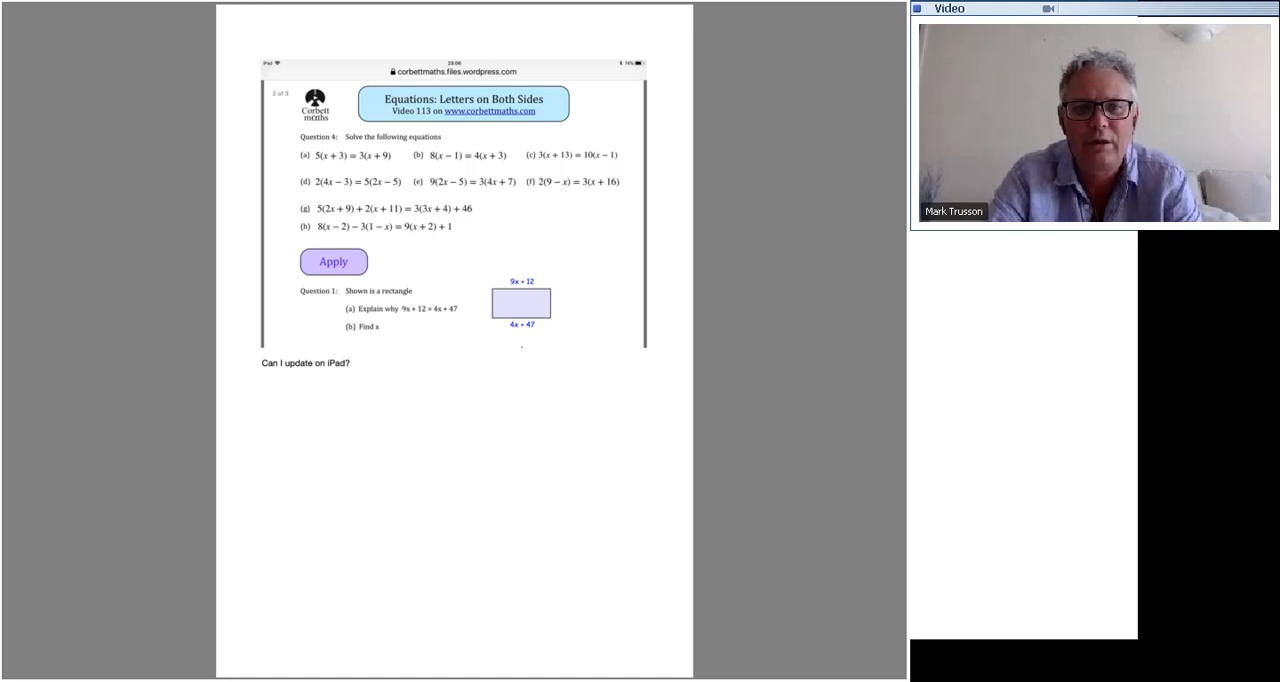 Video
iPad
23:06
74%
corbettmaths.files.wordpress.com
2 of 3
Corbett
maths
Equations: Letters on Both Sides
Video 113 on www.corbettmaths.com
Question 4: Solve the following equations
(a) 5(x + 3) = 3(x + 9) (b) 8(x − 1) = 4(x + 3) (c) 3(x + 13) = 10(x − 1)
(d) 2(4x − 3) = 5(2x − 5) (e) 9(2x − 5) = 3(4x + 7) (f) 2(9 − x) = 3(x + 16)
(g) 5(2x + 9) + 2(x + 11) = 3(3x + 4) + 46
(h) 8(x − 2) − 3(1 − x) = 9(x + 2) + 1
Apply
Question 1: Shown is a rectangle
(a) Explain why 9x + 12 = 4x + 47
(b) Find x
9x + 12
4x + 47
Can I update on iPad?
Mark Trusson